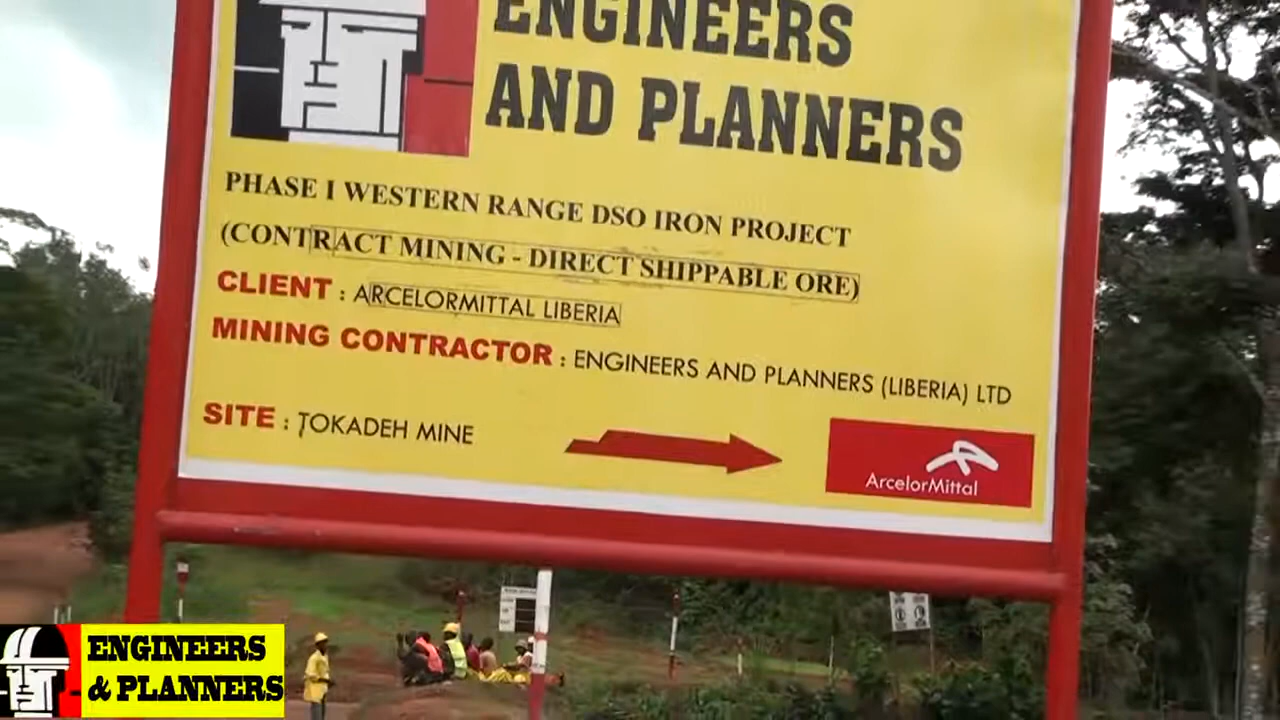 ENGINEERS
AND PLANNERS
PHASE I WESTERN RANGE DSO IRON PROJECT
(CONTRACT MINING - DIRECT SHIPPABLE ORE)
CLIENT : ARCELORMITTAL LIBERIA
MINING CONTRACTOR : ENGINEERS AND PLANNERS (LIBERIA) LTD
SITE : TOKADEH MINE
ArcelorMittal
ENGINEERS
& PLANNERS